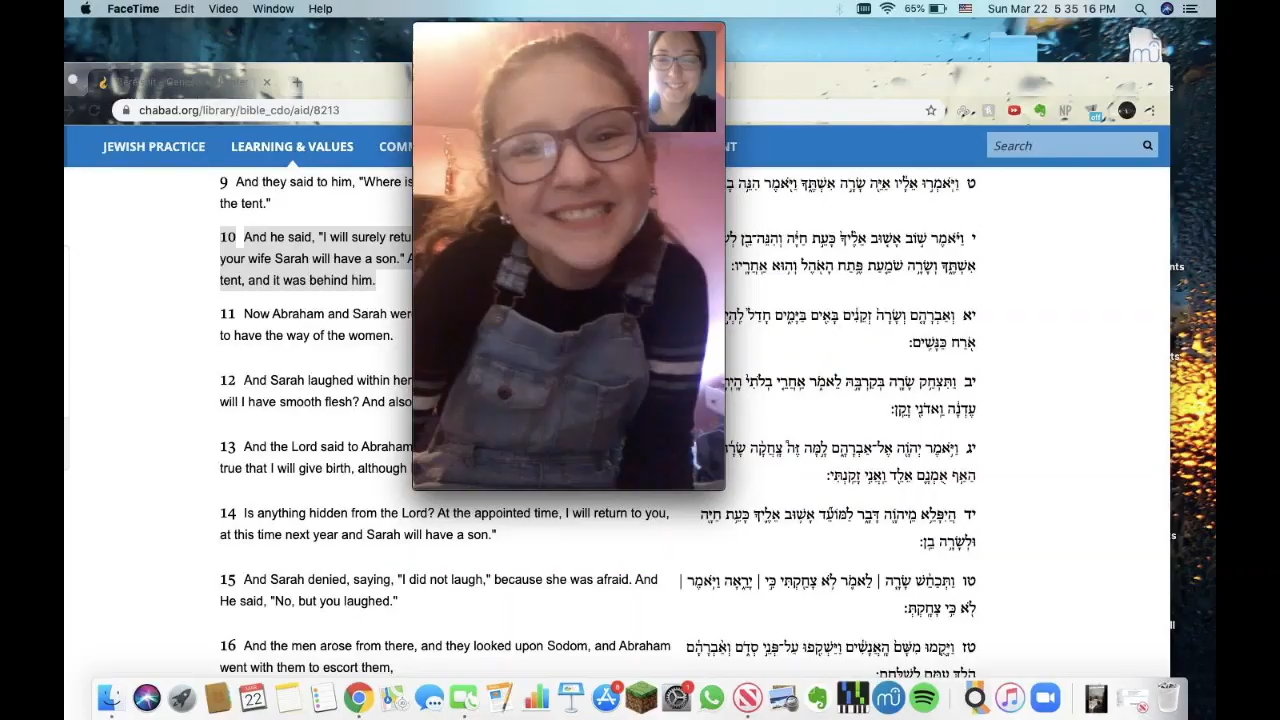 FaceTime Edit Video Window Help 65% Sun Mar 22 5 35 16 PM
chabad.org/library/bible_cdo/aid/8213
NP
off
JEWISH PRACTICE LEARNING & VALUES COMM NT Search
9 And they said to him, "Where is
the tent."
10 And he said, "I will surely retu
your wife Sarah will have a son." A
tent, and it was behind him.
11 Now Abraham and Sarah wer
to have the way of the women.
12 And Sarah laughed within her
will I have smooth flesh? And also
13 And the Lord said to Abraham
true that I will give birth, although
14 Is anything hidden from the Lord? At the appointed time, I will return to you,
at this time next year and Sarah will have a son."
15 And Sarah denied, saying, "I did not laugh," because she was afraid. And
He said, "No, but you laughed."
16 And the men arose from there, and they looked upon Sodom, and Abraham
went with them to escort them,
ט וַיֹּאמְר֣וּ אֵלָ֔יו אַיֵּ֖ה שָׂרָ֣ה אִשְׁתֶּ֑ךָ וַיֹּ֖אמֶר הִנֵּ֥ה
י וַיֹּ֗אמֶר שׁ֣וֹב אָשׁ֤וּב אֵלֶ֨יךָ֙ כָּעֵ֣ת חַיָּ֔ה וְהִנֵּה־בֵ֖ן
אִשְׁתֶּ֑ךָ וְשָׂרָ֥ה שֹׁמַ֛עַת פֶּ֥תַח הָאֹ֖הֶל וְה֥וּא אַחֲרָֽיו:
יא וְאַבְרָהָ֤ם וְשָׂרָה֙ זְקֵנִ֔ים בָּאִ֖ים בַּיָּמִ֑ים חָדַל֙
אֹ֖רַח כַּנָּשִֽׁים:
יב וַתִּצְחַ֥ק שָׂרָ֖ה בְּקִרְבָּ֣הּ לֵאמֹ֑ר אַחֲרֵ֤י בְלֹתִי֙
עֶדְנָ֔ה וַֽאדֹנִ֖י זָקֵֽן:
יג וַיֹּ֥אמֶר יְהֹוָ֖ה אֶל־אַבְרָהָ֑ם לָ֣מָּה זֶּה֩ צָחֲקָ֨ה
הַאַ֥ף אֻמְנָ֛ם אֵלֵ֖ד וַאֲנִ֥י זָקַֽנְתִּי:
יד הֲיִפָּלֵ֥א מֵיְהֹוָ֖ה דָּבָ֑ר לַמּוֹעֵ֞ד אָשׁ֥וּב אֵלֶ֛יךָ כָּעֵ֥ת חַיָּ֖ה
וּלְשָׂרָ֥ה בֵֽן:
טו וַתְּכַחֵ֨שׁ שָׂרָ֧ה | לֵאמֹ֛ר לֹ֥א צָחַ֖קְתִּי כִּ֣י | יָרֵ֑אָה וַיֹּ֥אמֶר |
לֹ֖א כִּ֥י צָחָֽקְתְּ:
טז וַיָּקֻ֤מוּ מִשָּׁם֙ הָֽאֲנָשִׁ֔ים וַיַּשְׁקִ֖פוּ עַל־פְּנֵ֣י סְדֹ֑ם וְאַ֨בְרָהָ֔ם
הֹלֵ֥ךְ עִמָּ֖ם לְשַׁלְּחָֽם:
MAR
22